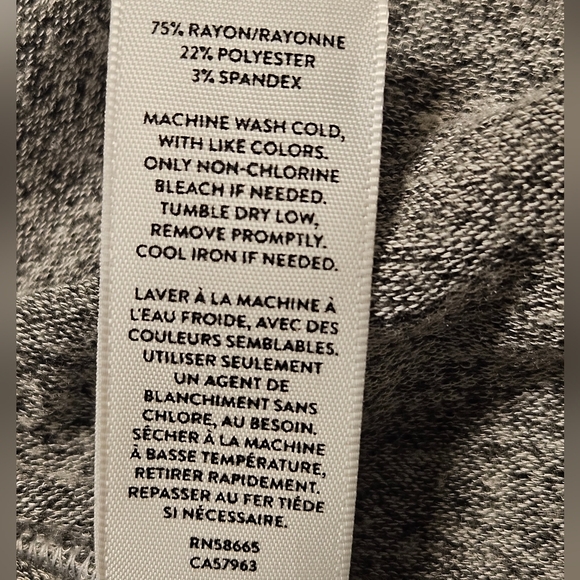 75% RAYON/RAYONNE
22% POLYESTER
3% SPANDEX
MACHINE WASH COLD,
WITH LIKE COLORS.
ONLY NON-CHLORINE
BLEACH IF NEEDED.
TUMBLE DRY LOW,
REMOVE PROMPTLY.
COOL IRON IF NEEDED.
LAVER À LA MACHINE À
L'EAU FROIDE, AVEC DES
COULEURS SEMBLABLES.
UTILISER SEULEMENT
UN AGENT DE
BLANCHIMENT SANS
CHLORE, AU BESOIN.
SÉCHER À LA MACHINE
À BASSE TEMPÉRATURE,
RETIRER RAPIDEMENT.
REPASSER AU FER TIÉDE
SI NÉCESSAIRE.
RN58665
CA57963